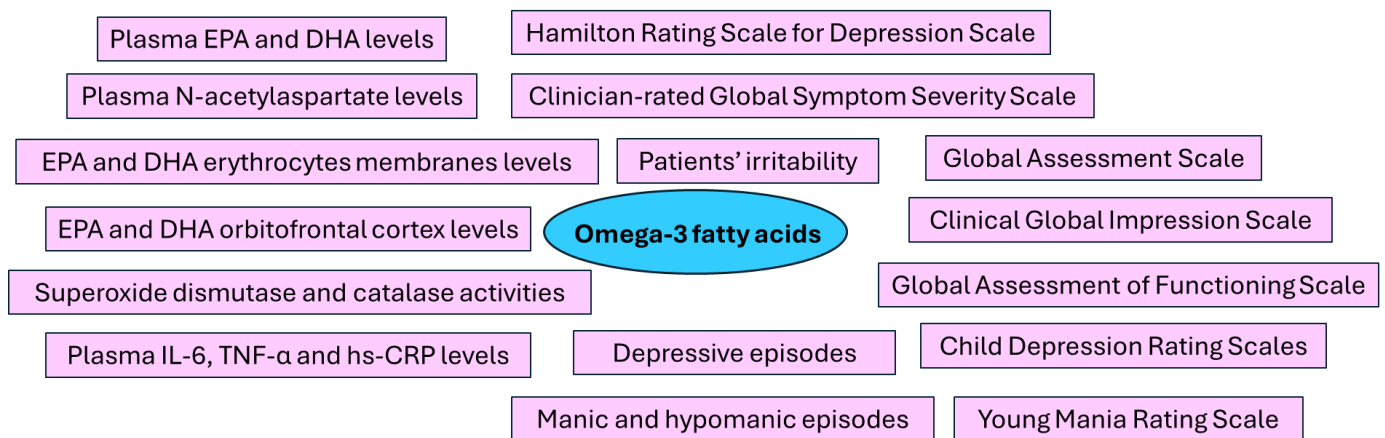 Plasma EPA and DHA levels
Hamilton Rating Scale for Depression Scale
Plasma N-acetylaspartate levels
Clinician-rated Global Symptom Severity Scale
EPA and DHA erythrocytes membranes levels
Patients’ irritability
Global Assessment Scale
EPA and DHA orbitofrontal cortex levels
Omega-3 fatty acids
Clinical Global Impression Scale
Superoxide dismutase and catalase activities
Global Assessment of Functioning Scale
Plasma IL-6, TNF-α and hs-CRP levels
Depressive episodes
Child Depression Rating Scales
Manic and hypomanic episodes
Young Mania Rating Scale